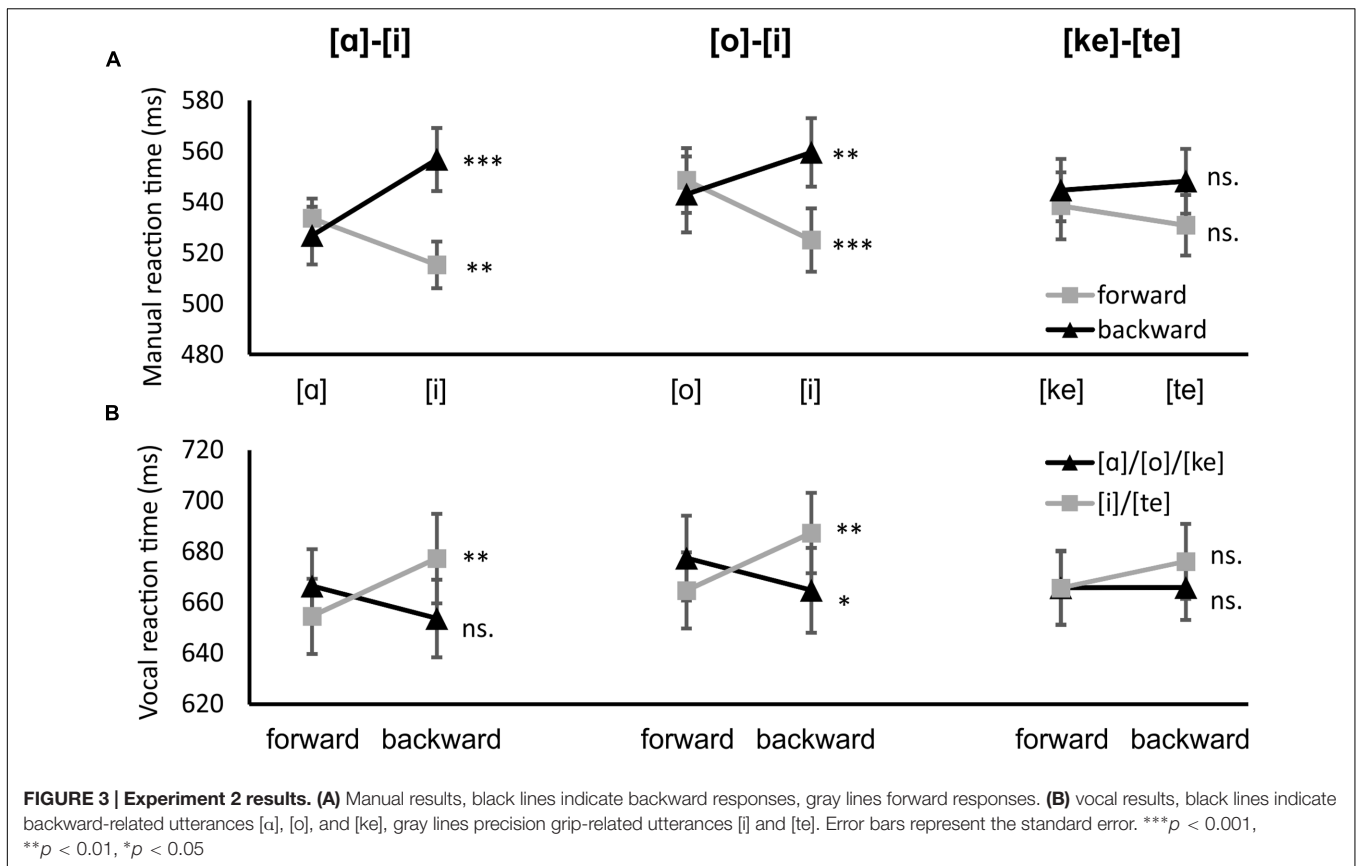 [ɑ]-[i] [o]-[i] [ke]-[te]
A
Manual reaction time (ms)
580
560
540
520
500
480
*** ** ** *** ns. ns.
forward
backward
[ɑ] [i] [o] [i] [ke] [te]
B
Vocal reaction time (ms)
720
700
680
660
640
620
[ɑ]/[o]/[ke]
[i]/[te]
** ns. ** * ns. ns.
forward backward forward backward forward backward
FIGURE 3 | Experiment 2 results. (A) Manual results, black lines indicate backward responses, gray lines forward responses. (B) vocal results, black lines indicate
backward-related utterances [ɑ], [o], and [ke], gray lines precision grip-related utterances [i] and [te]. Error bars represent the standard error. ***p < 0.001,
**p < 0.01, *p < 0.05